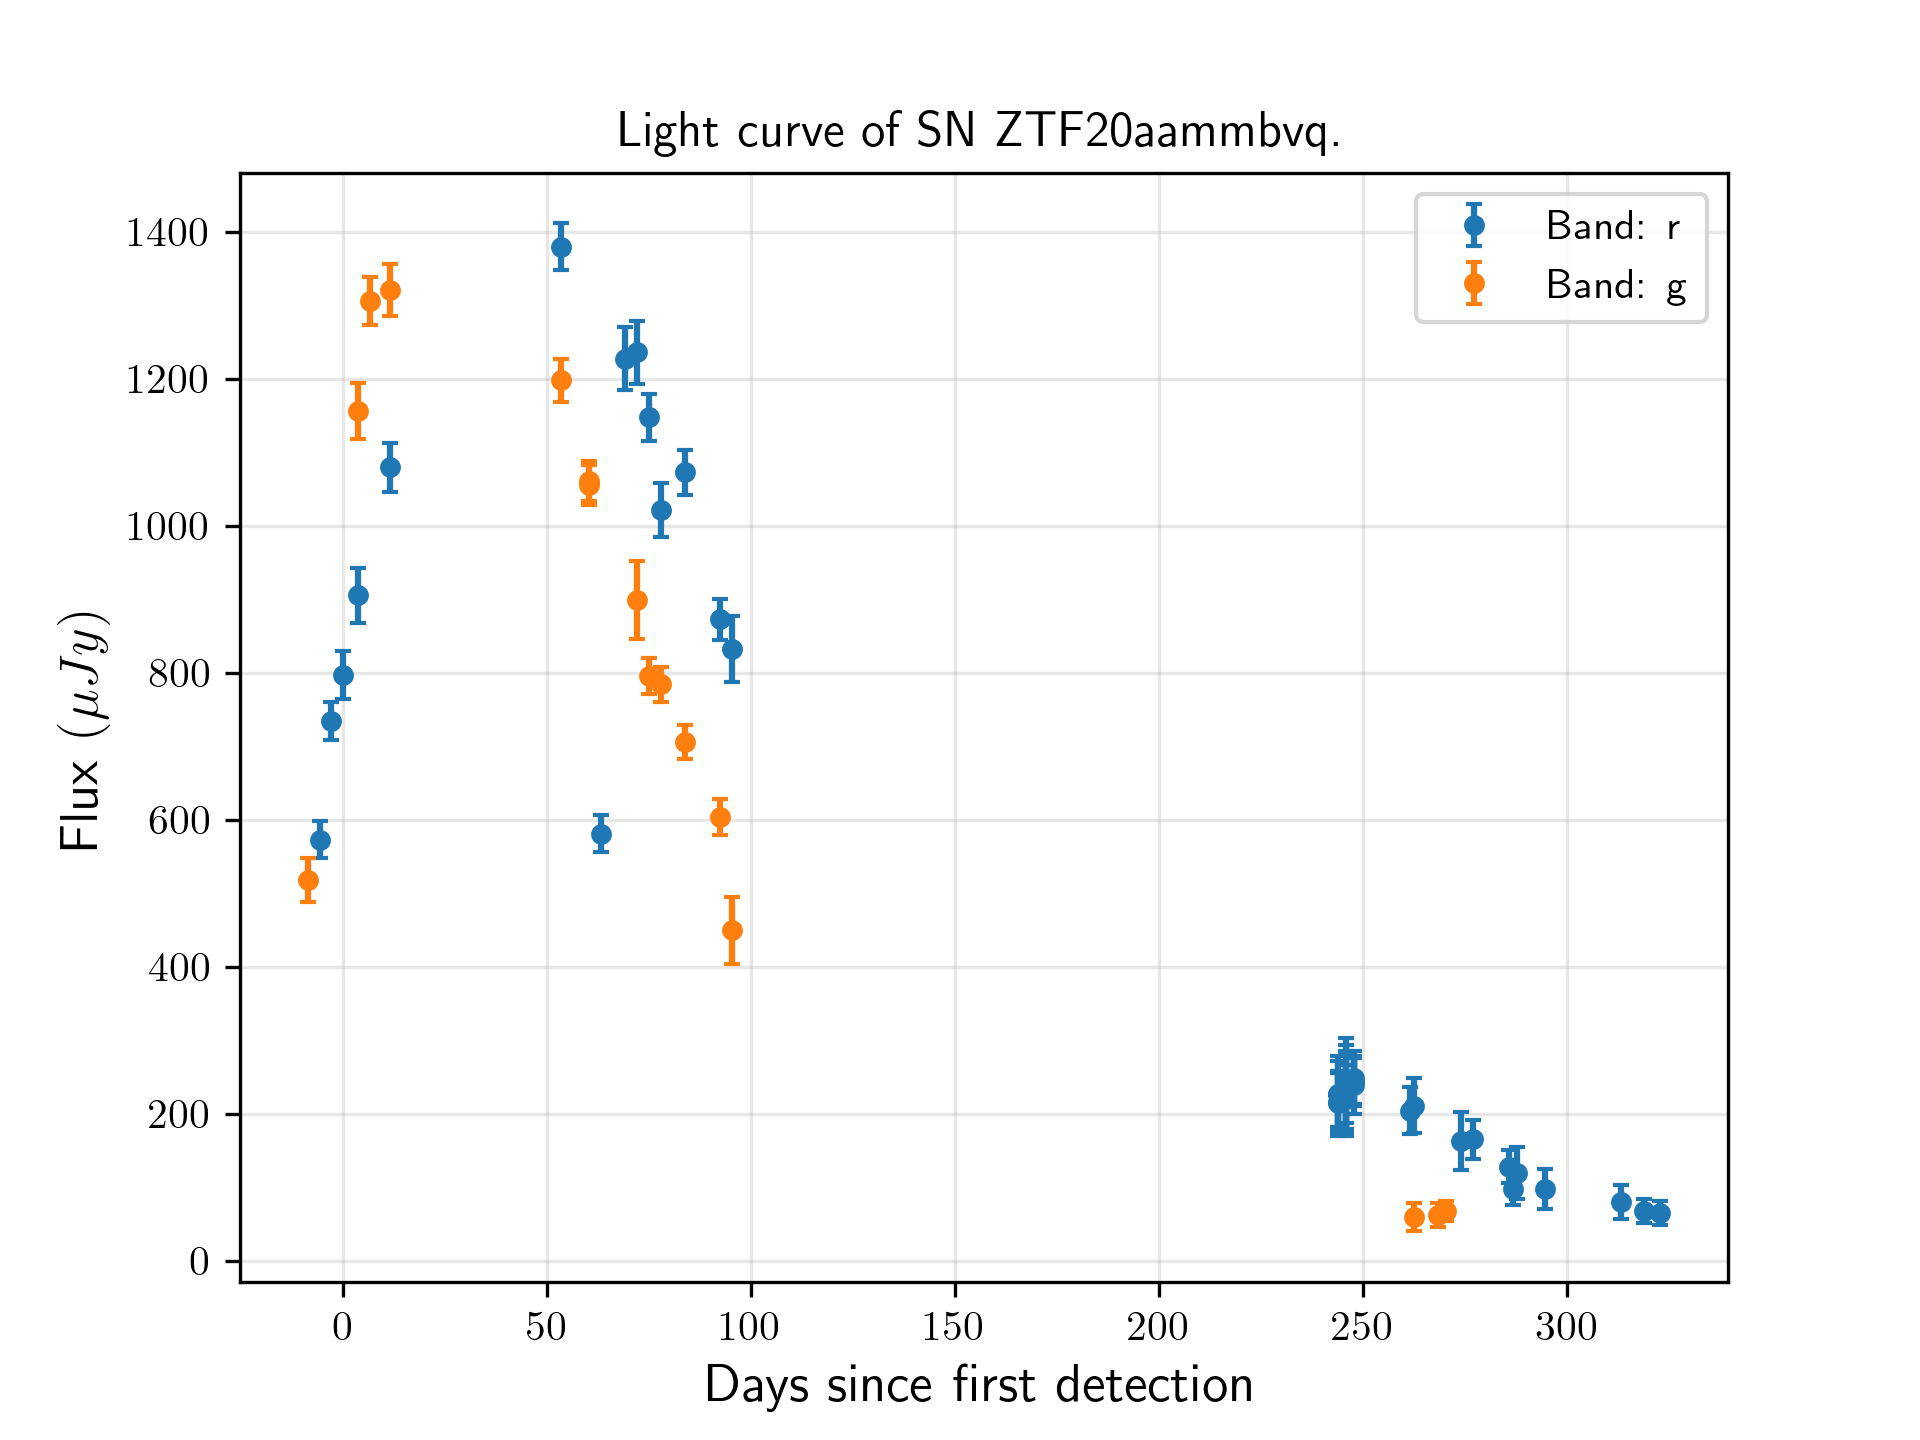 Light curve of SN ZTF20aammbvq.
Band: r
Band: g
1400
1200
1000
800
600
400
200
0
Flux (μJy)
0 50 100 150 200 250 300
Days since first detection